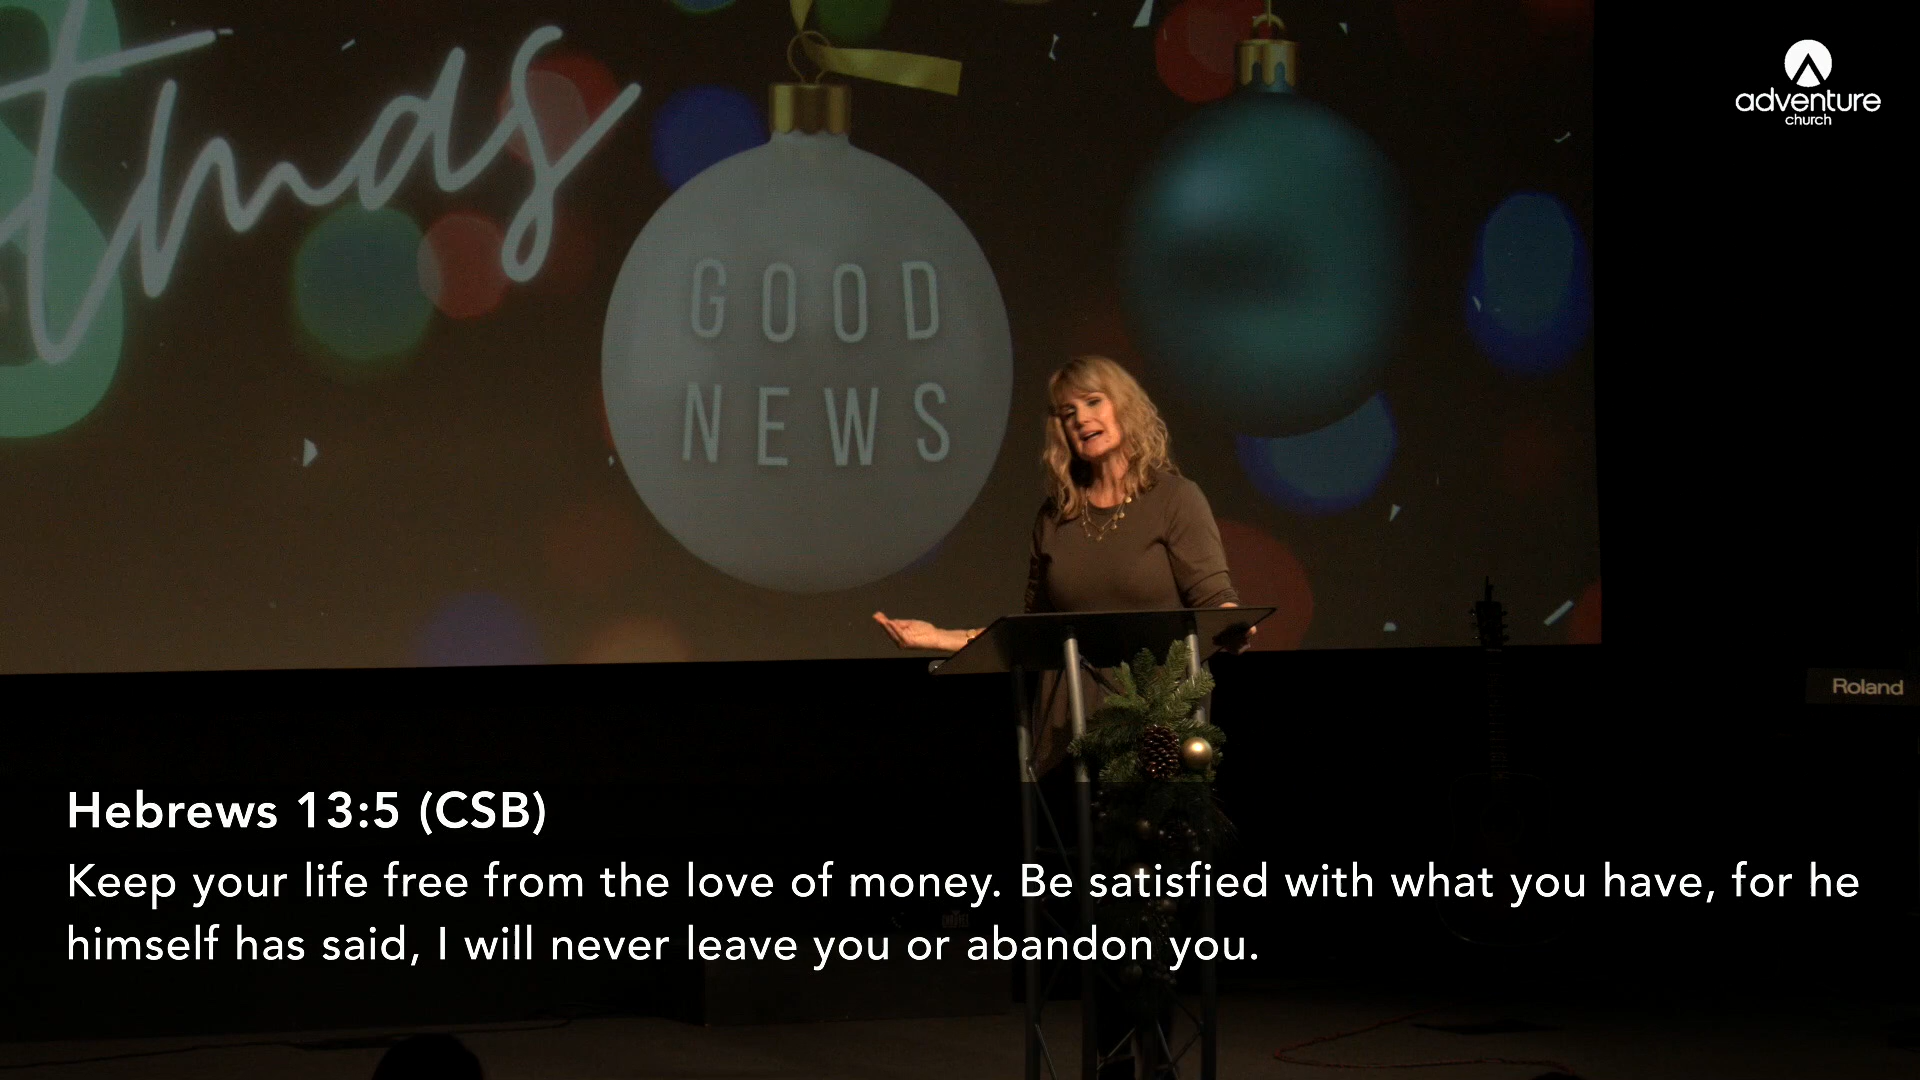 tmas
GOOD
NEWS
adventure
church
Roland
Hebrews 13:5 (CSB)
Keep your life free from the love of money. Be satisfied with what you have, for he
himself has said, I will never leave you or abandon you.